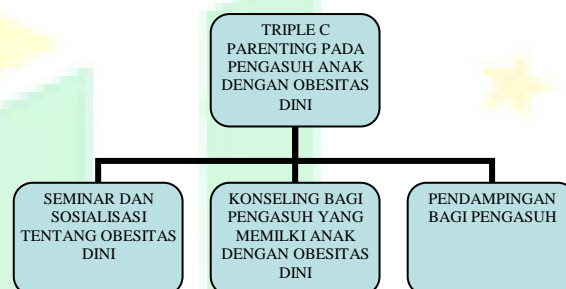 TRIPLE C
PARENTING PADA
PENGASUH ANAK
DENGAN OBESITAS
DINI
SEMINAR DAN
SOSIALISASI
TENTANG OBESITAS
DINI
KONSELING BAGI
PENGASUH YANG
MEMILKI ANAK
DENGAN OBESITAS
DINI
PENDAMPINGAN
BAGI PENGASUH